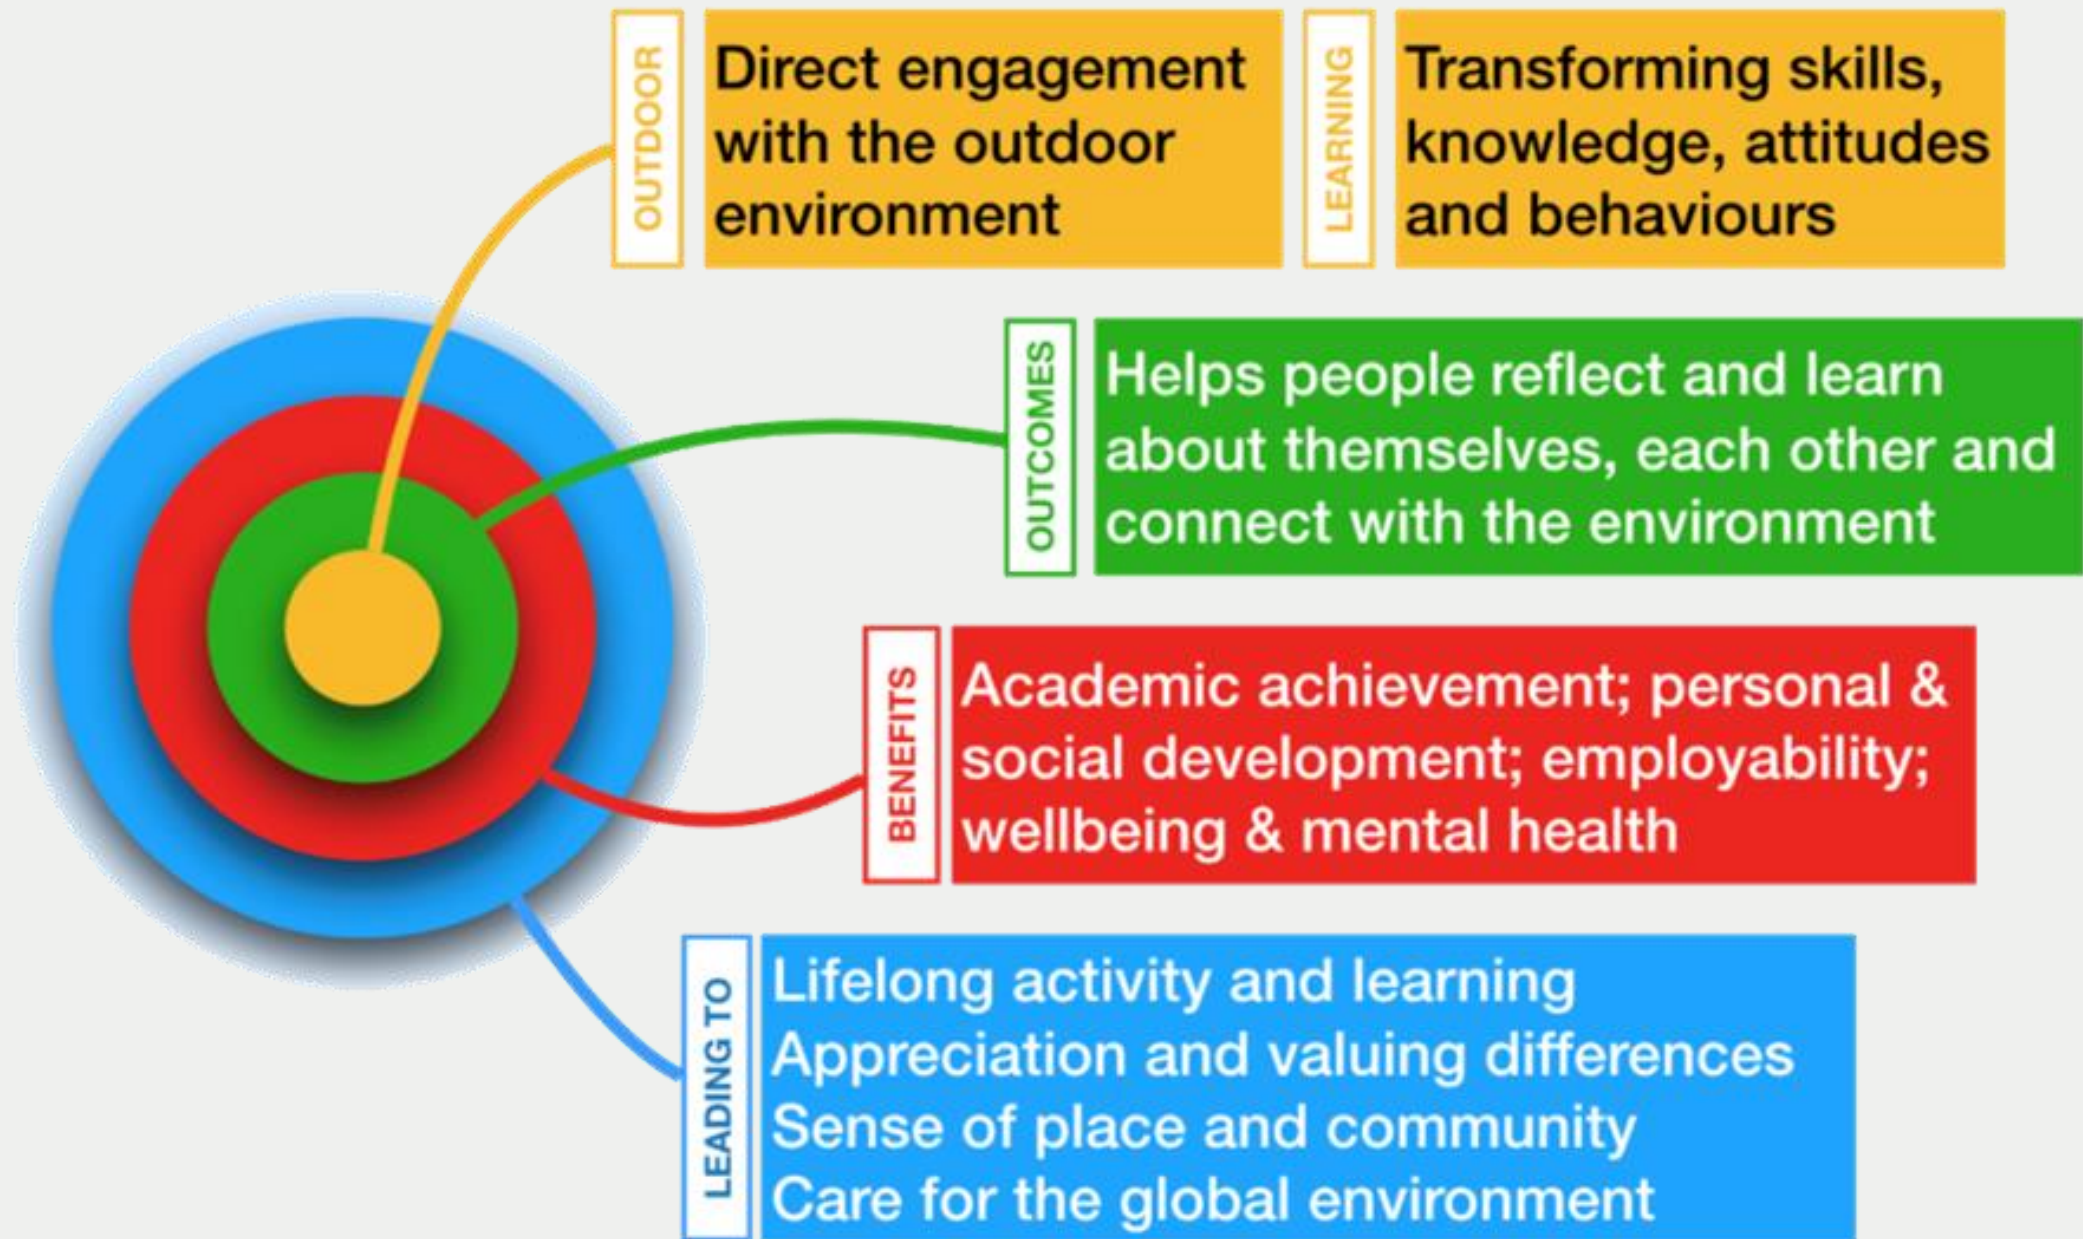 OUTDOOR
Direct engagement
with the outdoor
environment
LEARNING
Transforming skills,
knowledge, attitudes
and behaviours
OUTCOMES
Helps people reflect and learn
about themselves, each other and
connect with the environment
BENEFITS
Academic achievement; personal &
social development; employability;
wellbeing & mental health
LEADING TO
Lifelong activity and learning
Appreciation and valuing differences
Sense of place and community
Care for the global environment